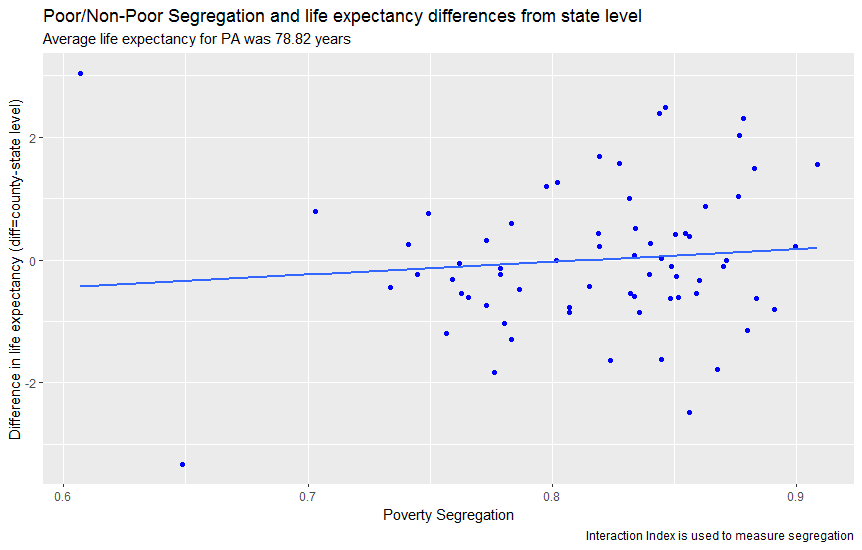 Poor/Non-Poor Segregation and life expectancy differences from state level
Average life expectancy for PA was 78.82 years
Difference in life expectancy (diff=county-state level)
2
0
-2
0.6
0.7
0.8
0.9
Poverty Segregation
Interaction Index is used to measure segregation